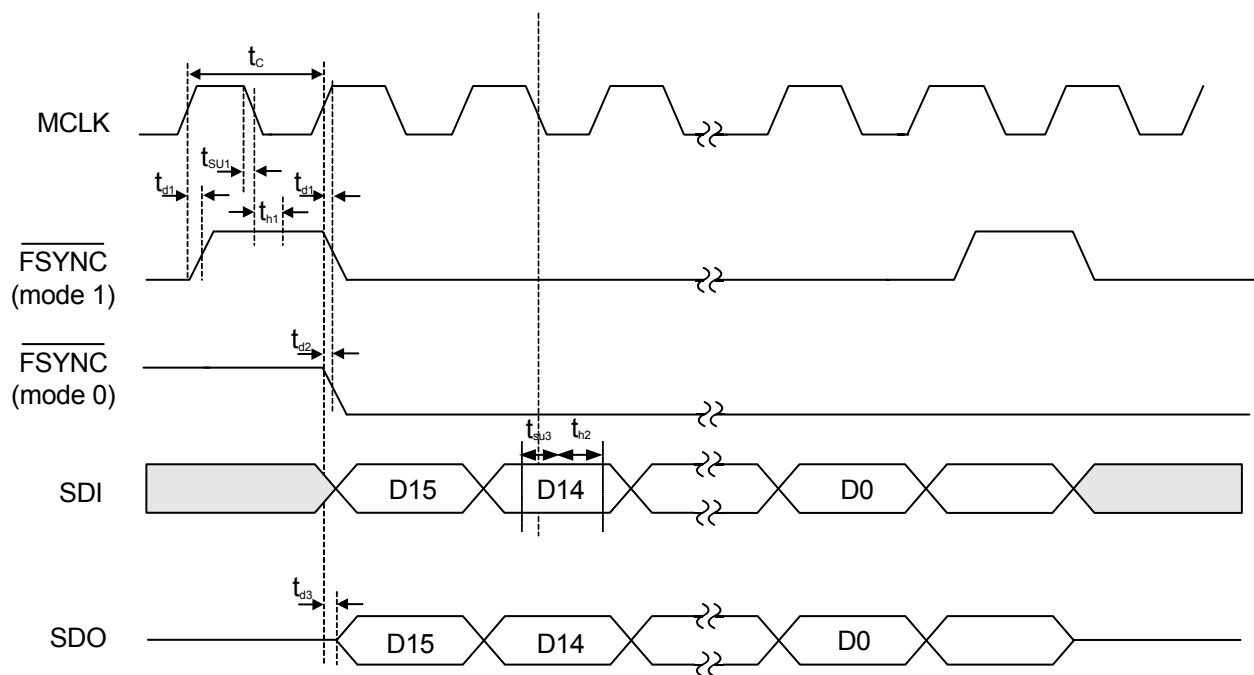 tC
MCLK
tSU1
td1
td1
th1
FSYNC
(mode 1)
td2
FSYNC
(mode 0)
tsu3 th2
SDI D15 D14 D0
td3
SDO D15 D14 D0